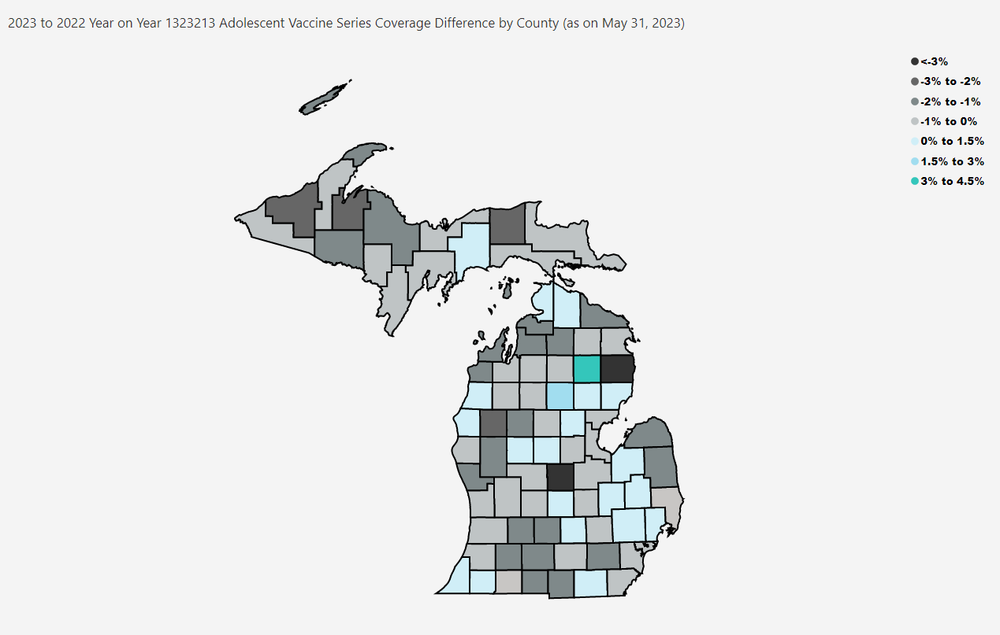 2023 to 2022 Year on Year 1323213 Adolescent Vaccine Series Coverage Difference by County (as on May 31, 2023)
<-3%
-3% to -2%
-2% to -1%
-1% to 0%
0% to 1.5%
1.5% to 3%
3% to 4.5%